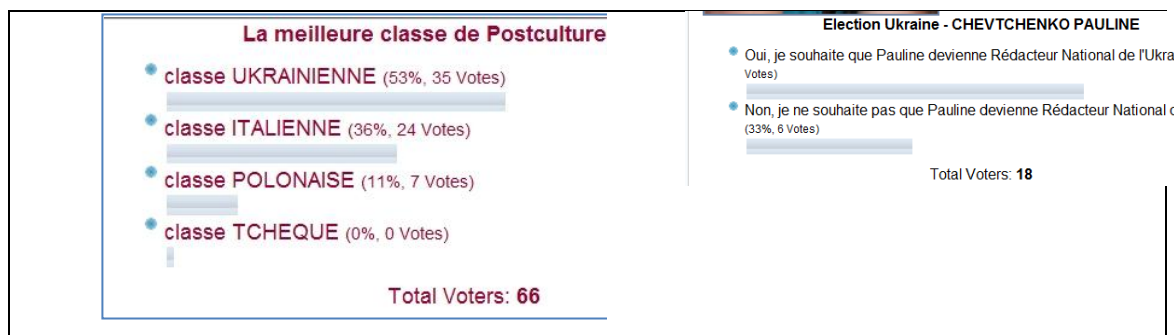 La meilleure classe de Postculture
classe UKRAINIENNE (53%, 35 Votes)
classe ITALIENNE (36%, 24 Votes)
classe POLONAISE (11%, 7 Votes)
classe TCHEQUE (0%, 0 Votes)
Total Voters: 66
Election Ukraine - CHEVTCHENKO PAULINE
Oui, je souhaite que Pauline devienne Rédacteur National de l'Ukra
Votes)
Non, je ne souhaite pas que Pauline devienne Rédacteur National
(33%, 6 Votes)
Total Voters: 18